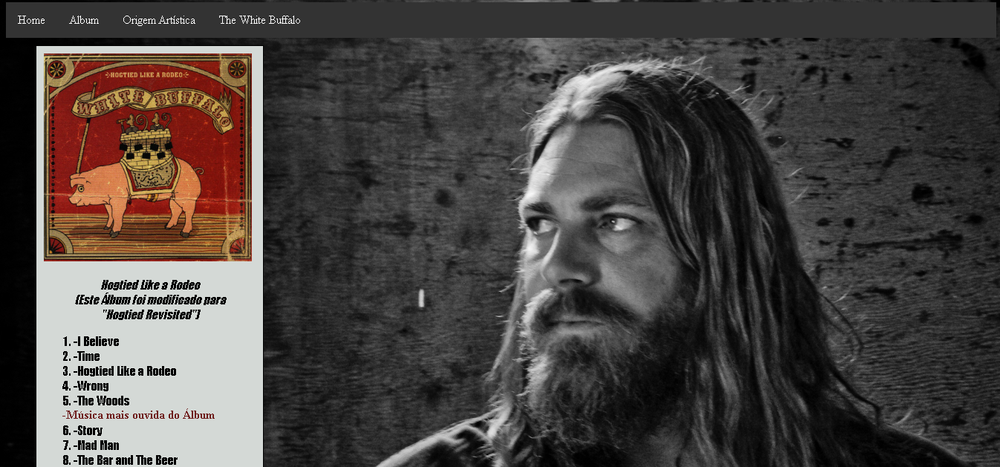 Home Album Origem Artística The White Buffalo
HOGTIED LIKE A RODEO
WHITE BUFFALO
Hogtied Like a Rodeo
(Este Álbum foi modificado para
"Hogtied Revisited")
1. -I Believe
2. -Time
3. -Hogtied Like a Rodeo
4. -Wrong
5. -The Woods
-Música mais ouvida do Álbum
6. -Story
7. -Mad Man
8. -The Bar and The Beer